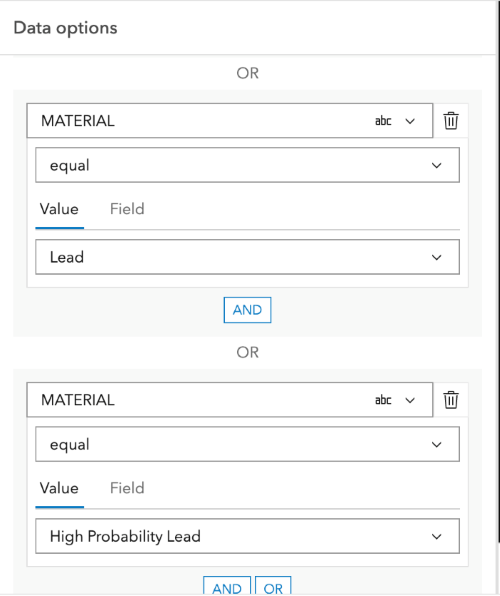 Data options
OR
MATERIAL abc
equal
Value Field
Lead
AND
OR
MATERIAL abc
equal
Value Field
High Probability Lead
AND OR